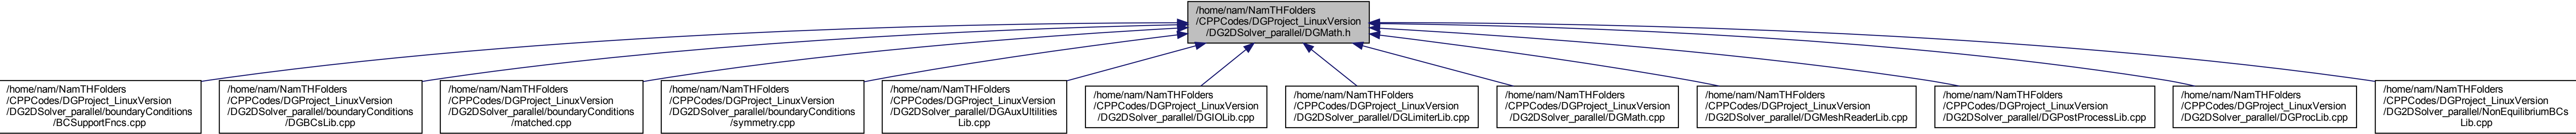 /home/nam/NamTHFolders
/CPPCodes/DGProject_LinuxVersion
/DG2DSolver_parallel/DGMath.h
/home/nam/NamTHFolders
/CPPCodes/DGProject_LinuxVersion
/DG2DSolver_parallel/boundaryConditions
/BCSupportFncs.cpp
/home/nam/NamTHFolders
/CPPCodes/DGProject_LinuxVersion
/DG2DSolver_parallel/boundaryConditions
/DGBCsLib.cpp
/home/nam/NamTHFolders
/CPPCodes/DGProject_LinuxVersion
/DG2DSolver_parallel/boundaryConditions
/matched.cpp
/home/nam/NamTHFolders
/CPPCodes/DGProject_LinuxVersion
/DG2DSolver_parallel/boundaryConditions
/symmetry.cpp
/home/nam/NamTHFolders
/CPPCodes/DGProject_LinuxVersion
/DG2DSolver_parallel/DGAuxUltilities
Lib.cpp
/home/nam/NamTHFolders
/CPPCodes/DGProject_LinuxVersion
/DG2DSolver_parallel/DGIOLib.cpp
/home/nam/NamTHFolders
/CPPCodes/DGProject_LinuxVersion
/DG2DSolver_parallel/DGLimiterLib.cpp
/home/nam/NamTHFolders
/CPPCodes/DGProject_LinuxVersion
/DG2DSolver_parallel/DGMath.cpp
/home/nam/NamTHFolders
/CPPCodes/DGProject_LinuxVersion
/DG2DSolver_parallel/DGMeshReaderLib.cpp
/home/nam/NamTHFolders
/CPPCodes/DGProject_LinuxVersion
/DG2DSolver_parallel/DGPostProcessLib.cpp
/home/nam/NamTHFolders
/CPPCodes/DGProject_LinuxVersion
/DG2DSolver_parallel/DGProcLib.cpp
/home/nam/NamTHFolders
/CPPCodes/DGProject_LinuxVersion
/DG2DSolver_parallel/NonEquilibriumBCs
Lib.cpp